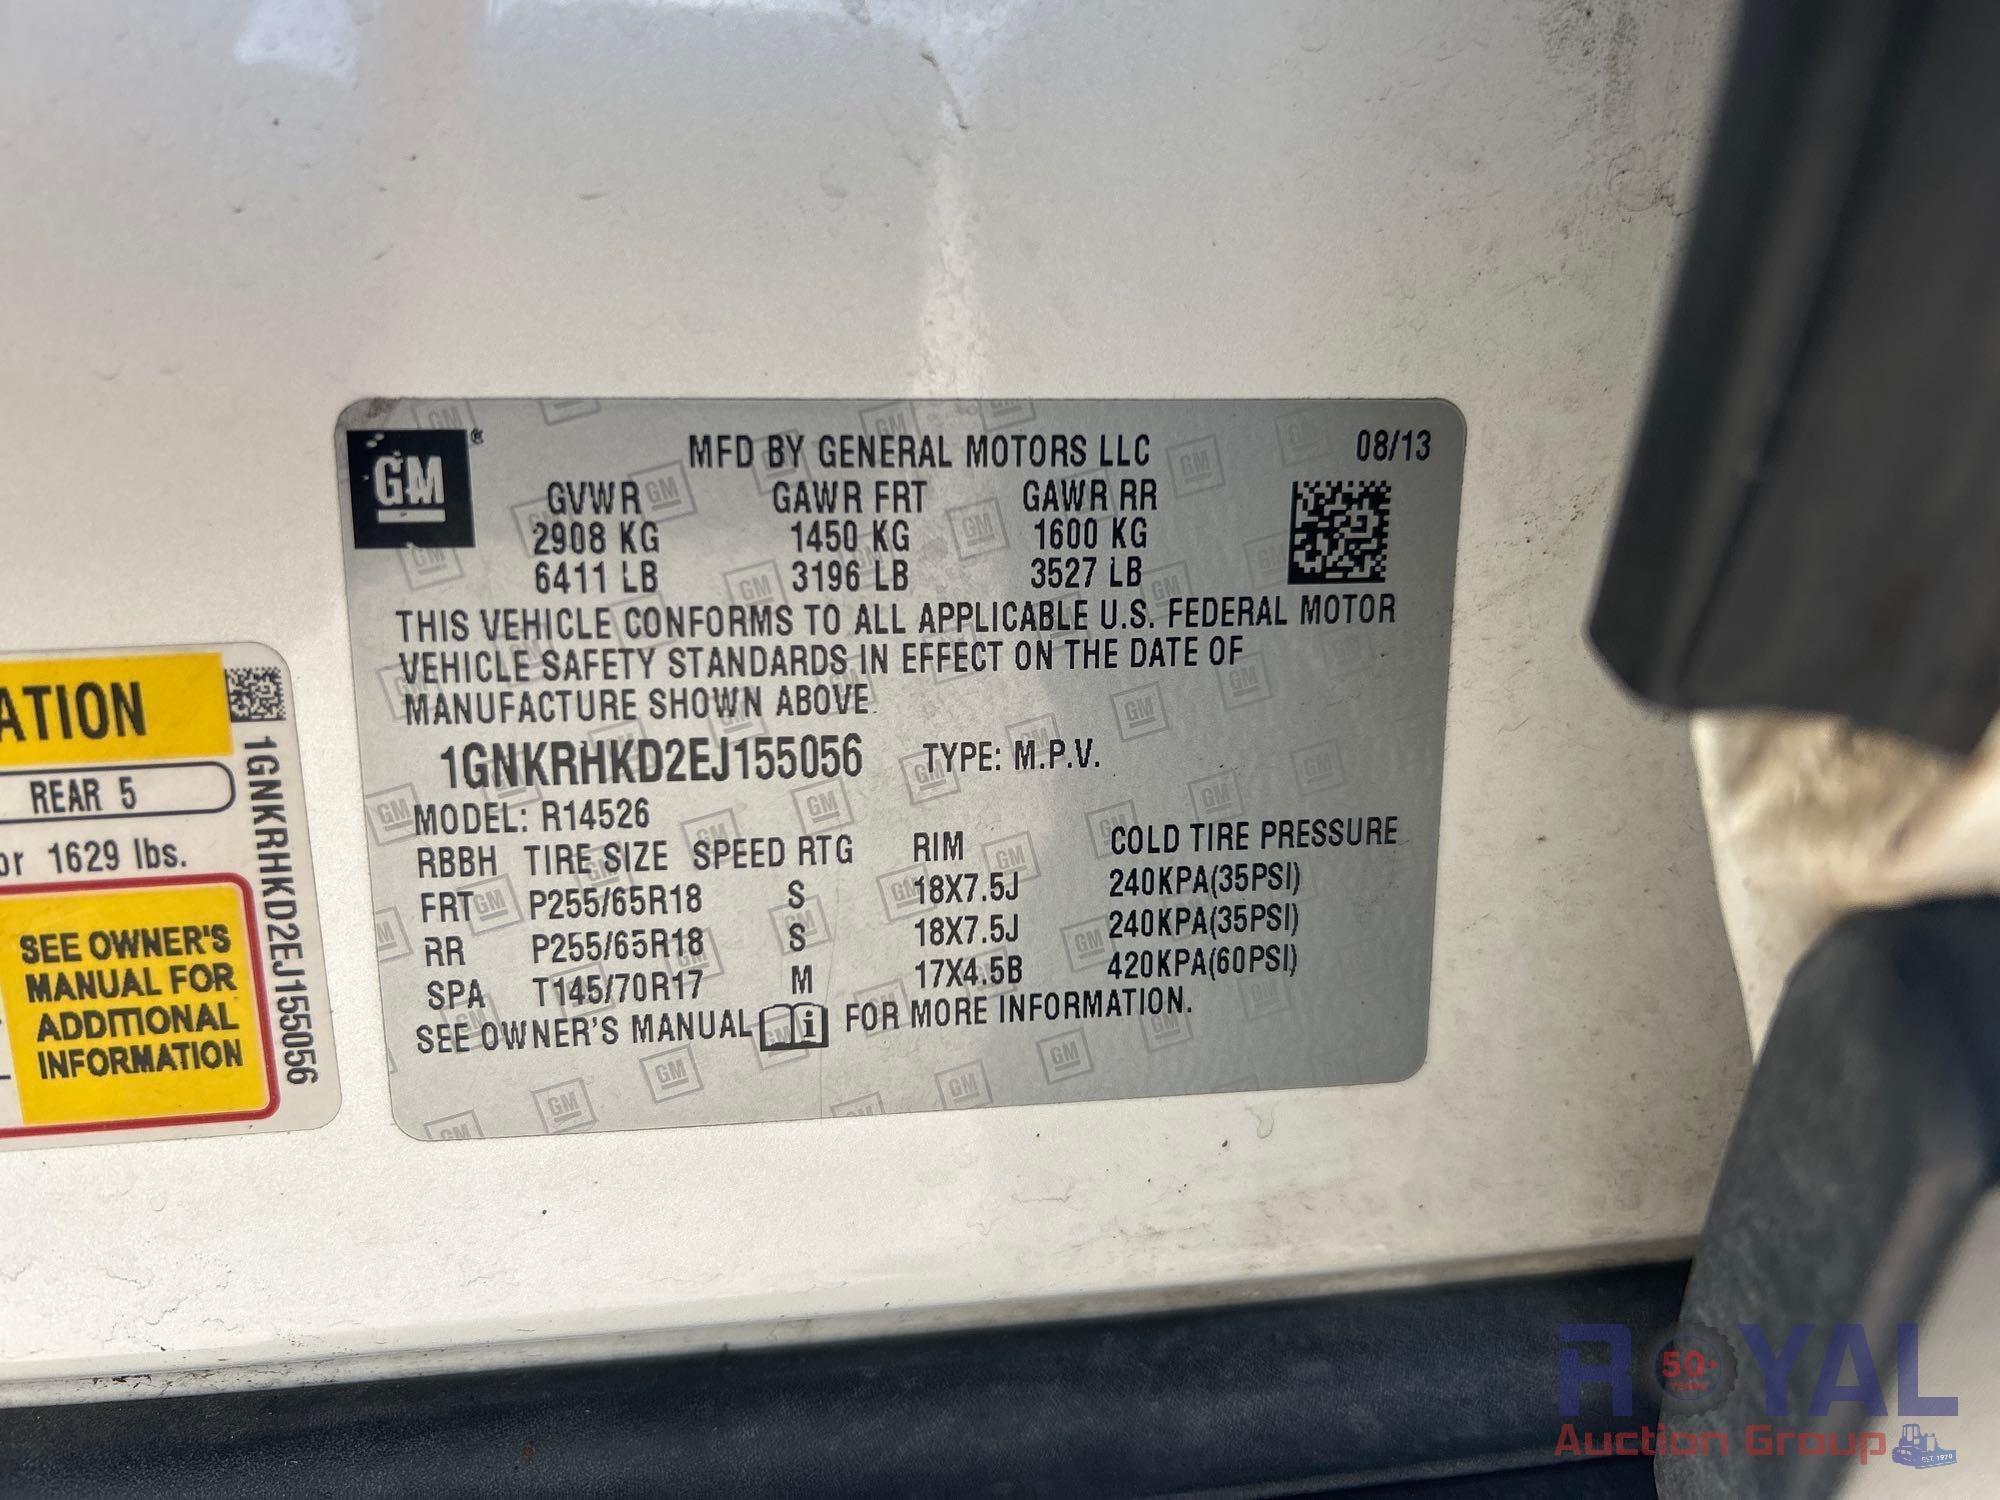 ATION
REAR 5
or 1629 lbs.
SEE OWNER'S
MANUAL FOR
ADDITIONAL
INFORMATION
1GNKRHKD2EJ155056
GM ®
MFD BY GENERAL MOTORS LLC 08/13
GVWR GAWR FRT GAWR RR
2908 KG 1450 KG 1600 KG
6411 LB 3196 LB 3527 LB
THIS VEHICLE CONFORMS TO ALL APPLICABLE U.S. FEDERAL MOTOR
VEHICLE SAFETY STANDARDS IN EFFECT ON THE DATE OF
MANUFACTURE SHOWN ABOVE.
1GNKRHKD2EJ155056 TYPE: M.P.V.
MODEL: R14526
RBBH TIRE SIZE SPEED RTG RIM COLD TIRE PRESSURE
FRT P255/65R18 S 18X7.5J 240KPA(35PSI)
RR P255/65R18 S 18X7.5J 240KPA(35PSI)
SPA T145/70R17 M 17X4.5B 420KPA(60PSI)
SEE OWNER'S MANUAL i FOR MORE INFORMATION.
ROYAL
50+
YEARS
Auction Group
EST. 1970